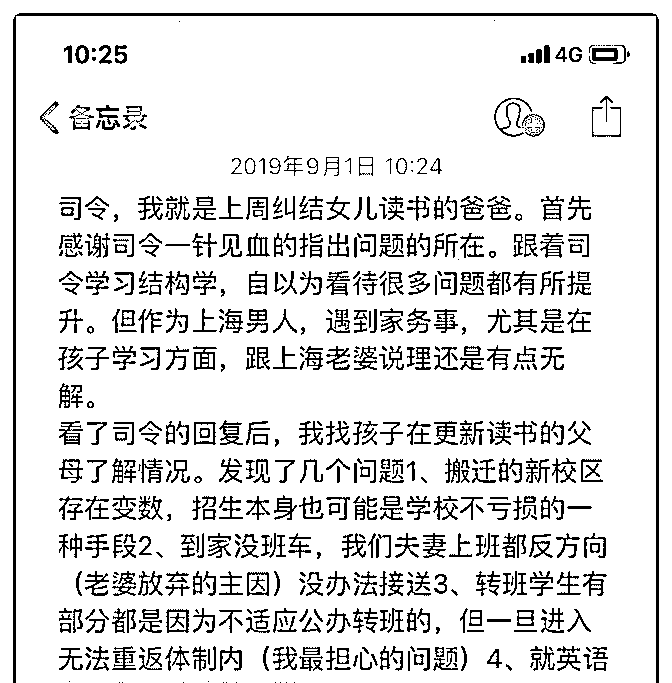 10:25
4G
备忘录
2019年9月1日 10:24
司令，我就是上周纠结女儿读书的爸爸。首先
感谢司令一针见血的指出问题的所在。跟着司
令学习结构学，自以为看待很多问题都有所提
升。但作为上海男人，遇到家务事，尤其是在
孩子学习方面，跟上海老婆说理还是有点无
解。
看了司令的回复后，我找孩子在更新读书的父
母了解情况。发现了几个问题1、搬迁的新校区
存在变数，招生本身也可能是学校不亏损的一
种手段2、到家没班车，我们夫妻上班都反方向
（老婆放弃的主因）没办法接送3、转班学生有
部分都是因为不适应公办转班的，但一旦进入
无法重返体制内（我最担心的问题）4、就英语